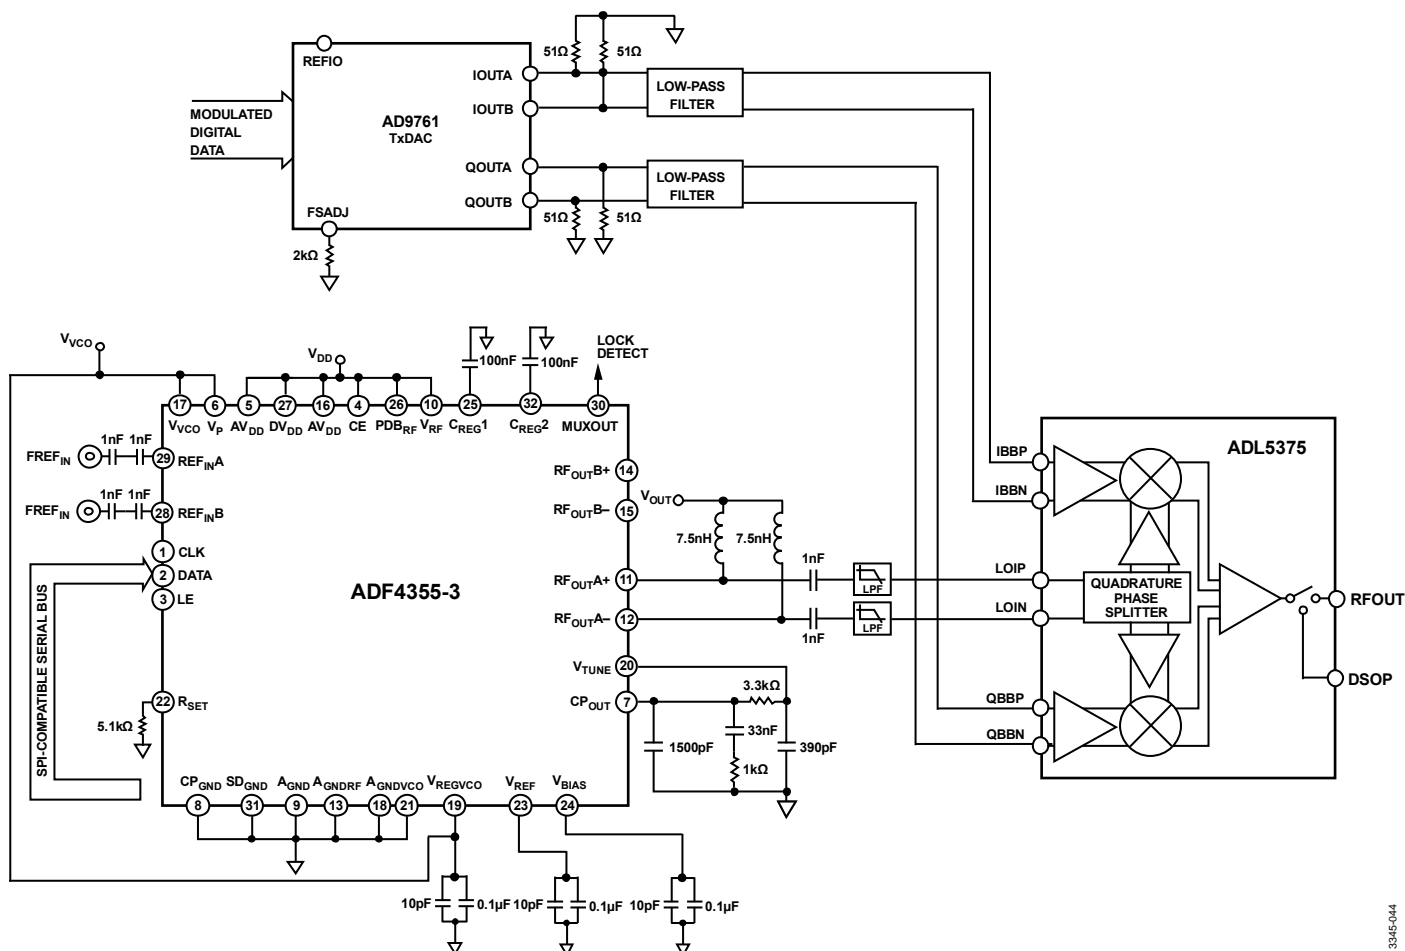 REFIO
MODULATED
DIGITAL
DATA
AD9761
TxDAC
IOUTA
IOUTB
QOUTA
QOUTB
FSADJ
2kΩ
51Ω
51Ω
LOW-PASS
FILTER
LOW-PASS
FILTER
51Ω
51Ω
VVCO
VDD
100nF
100nF
LOCK
DETECT
17
6
5
27
16
4
26
10
25
32
30
VVCO
VP
AVDD
DVDD
AVDD
CE
PDBRF
VRF
CREG1
CREG2
MUXOUT
FREFIN
1nF
1nF
29
REFINA
FREFIN
1nF
1nF
28
REFINB
1
CLK
2
DATA
3
LE
SPI-COMPATIBLE SERIAL BUS
22
RSET
5.1kΩ
ADF4355-3
RFOUTB+
14
RFOUTB–
15
VOUT
7.5nH
7.5nH
RFOUTA+
11
1nF
LPF
RFOUTA–
12
1nF
LPF
VTUNE
20
CPOUT
7
3.3kΩ
1500pF
33nF
1kΩ
390pF
CPGND
SDGND
AGND
AGNDRF
AGNDVCO
VREGVCO
VREF
VBIAS
8
31
9
13
18
21
19
23
24
10pF
0.1µF
10pF
0.1µF
10pF
0.1µF
ADL5375
IBBP
IBBN
LOIP
LOIN
QUADRATURE
PHASE
SPLITTER
QBBP
QBBN
RFOUT
DSOP
3345-044